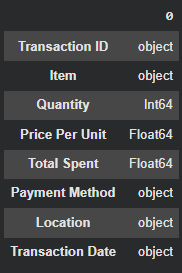 0
Transaction ID object
Item object
Quantity Int64
Price Per Unit Float64
Total Spent Float64
Payment Method object
Location object
Transaction Date object